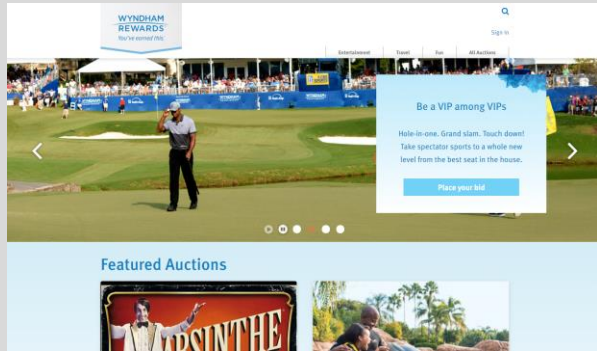 WYNDHAM
REWARDS
You've earned this.
Sign In
Entertainment
Travel
Fun
All Auctions
WYNDHAM
Be a VIP among VIPs
Hole-in-one. Grand slam. Touch down!
Take spectator sports to a whole new
level from the best seat in the house.
Place your bid
Featured Auctions
ABSINTHE